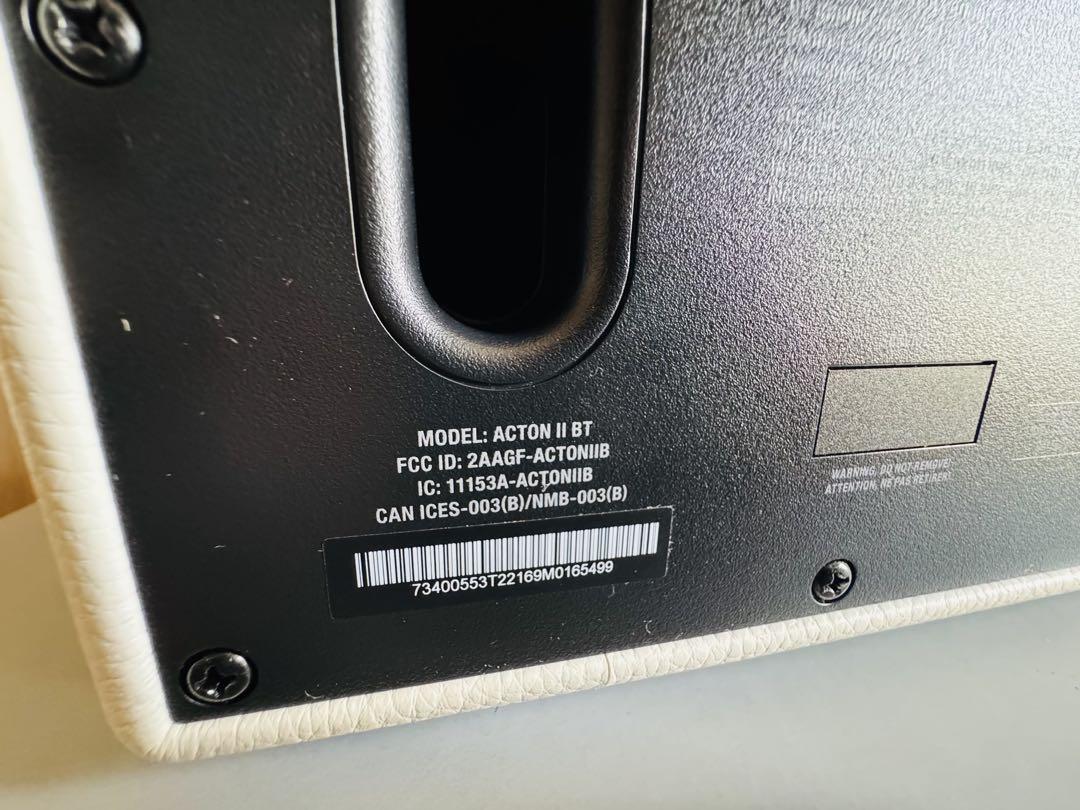 MODEL: ACTON II BT
FCC ID: 2AAGF-ACTONIIB
IC: 11153A-ACTONIIB
CAN ICES-003(B)/NMB-003(B)
73400553T22169M0165499
WARNING, DO NOT REMOVE!
ATTENTION, NE PAS RETIRER!